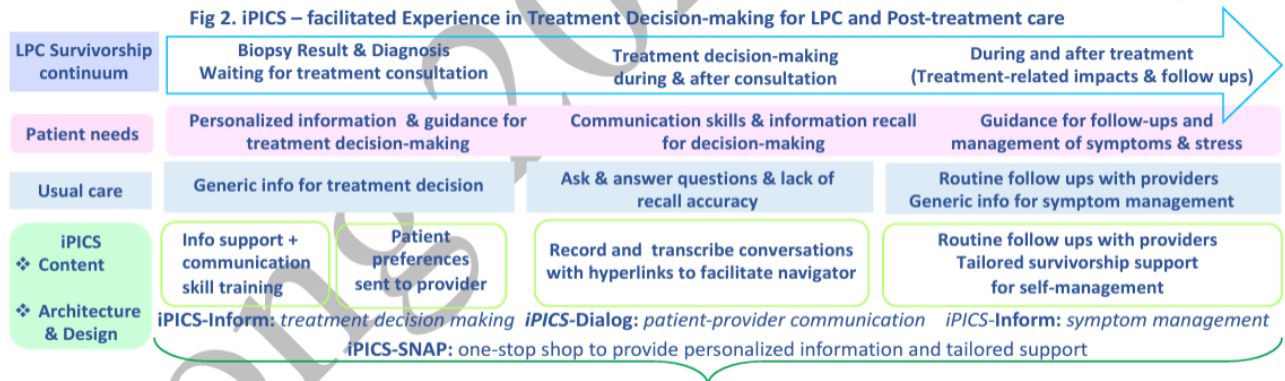 Fig 2. iPICS – facilitated Experience in Treatment Decision-making for LPC and Post-treatment care
LPC Survivorship
continuum
Biopsy Result & Diagnosis
Waiting for treatment consultation
Treatment decision-making
during & after consultation
During and after treatment
(Treatment-related impacts & follow ups)
Patient needs
Personalized information & guidance for
treatment decision-making
Communication skills & information recall
for decision-making
Guidance for follow-ups and
management of symptoms & stress
Usual care
Generic info for treatment decision
Ask & answer questions & lack of
recall accuracy
Routine follow ups with providers
Generic info for symptom management
iPICS
❖ Content
❖ Architecture
& Design
Info support +
communication
skill training
Patient
preferences
sent to provider
Record and transcribe conversations
with hyperlinks to facilitate navigator
Routine follow ups with providers
Tailored survivorship support
for self-management
iPICS-Inform: treatment decision making
iPICS-Dialog: patient-provider communication
iPICS-Inform: symptom management
iPICS-SNAP: one-stop shop to provide personalized information and tailored support